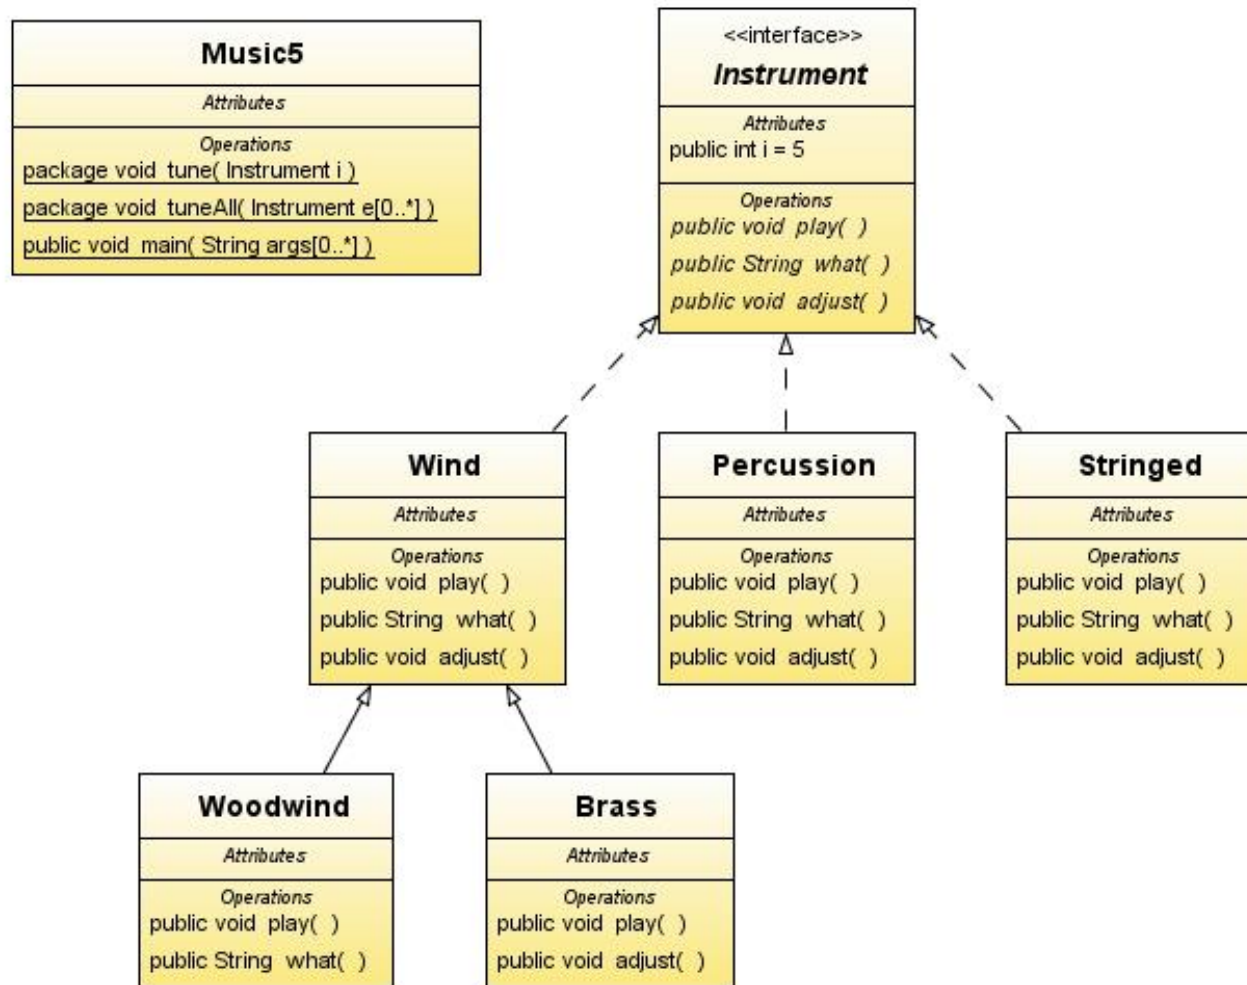 Music5
Attributes
Operations
package void tune( Instrument i )
package void tuneAll( Instrument e[0..*] )
public void main( String args[0..*] )
<<interface>>
Instrument
Attributes
public int i = 5
Operations
public void play( )
public String what( )
public void adjust( )
Wind
Attributes
Operations
public void play( )
public String what( )
public void adjust( )
Percussion
Attributes
Operations
public void play( )
public String what( )
public void adjust( )
Stringed
Attributes
Operations
public void play( )
public String what( )
public void adjust( )
Woodwind
Attributes
Operations
public void play( )
public String what( )
Brass
Attributes
Operations
public void play( )
public void adjust( )